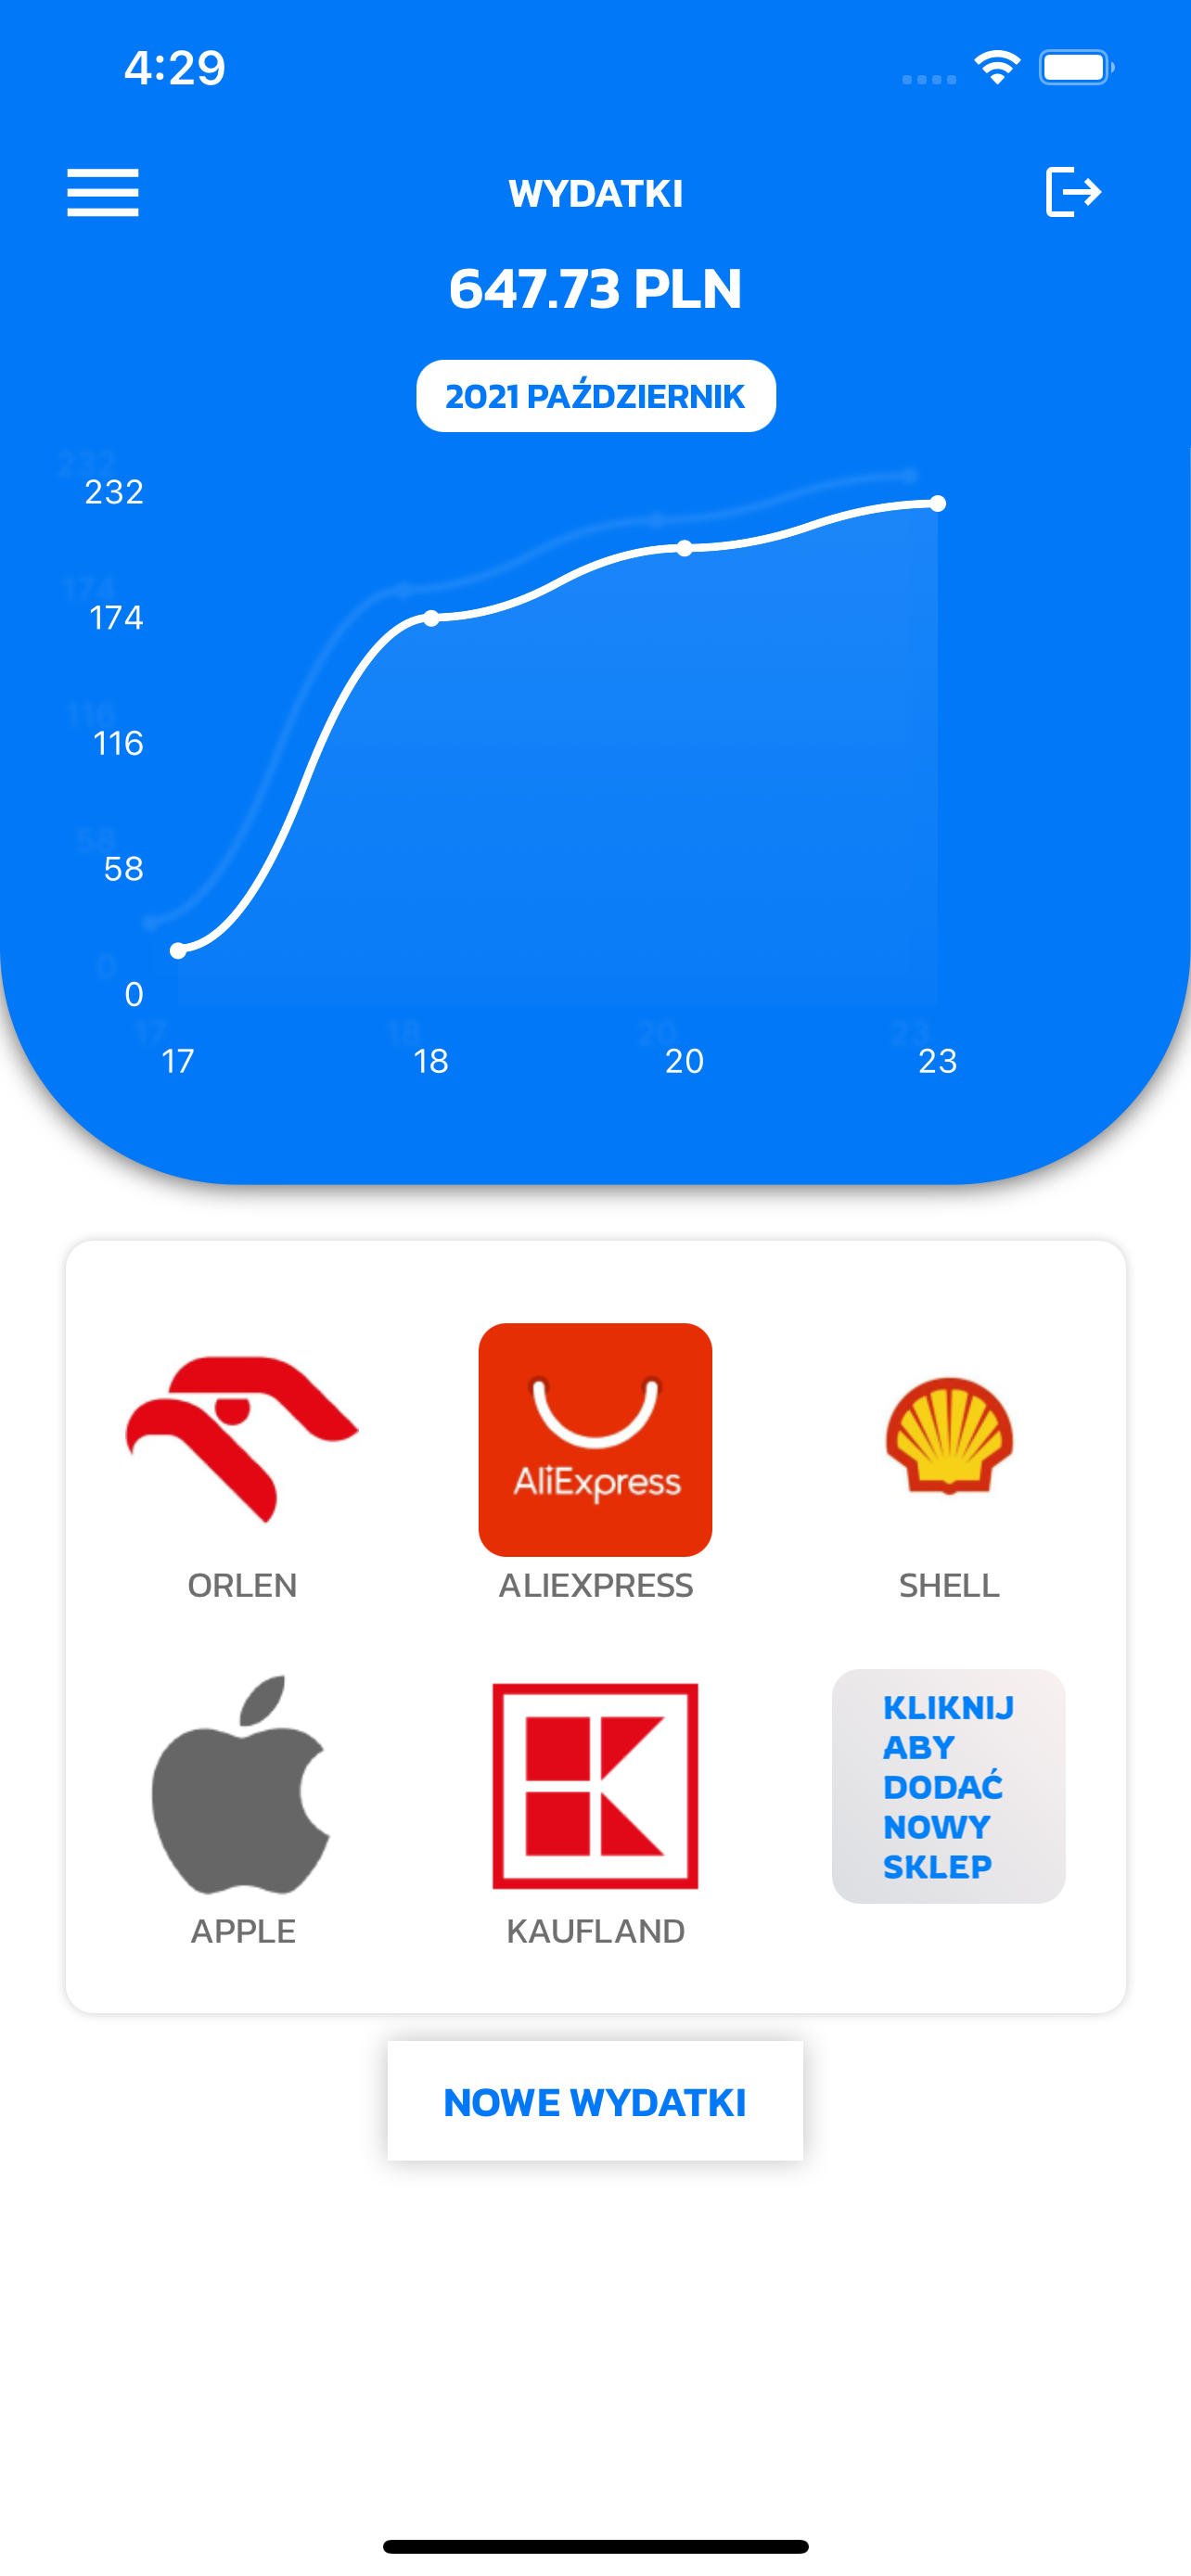 4:29
WYDATKI
647.73 PLN
2021 PAŹDZIERNIK
232
174
116
58
0
17 18 20 23
AliExpress
ORLEN ALIEXPRESS SHELL
KLIKNIJ
ABY
DODAĆ
NOWY
SKLEP
APPLE KAUFLAND
NOWE WYDATKI